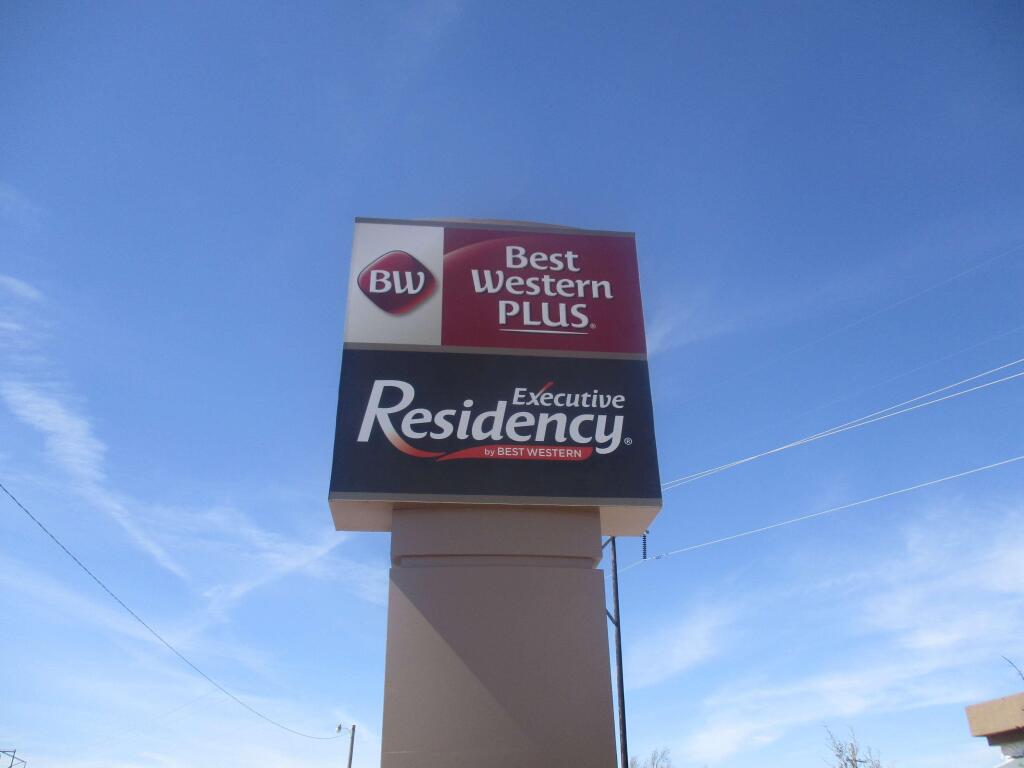 BW
Best
Western
PLUS®
Executive
Residency®
by BEST WESTERN